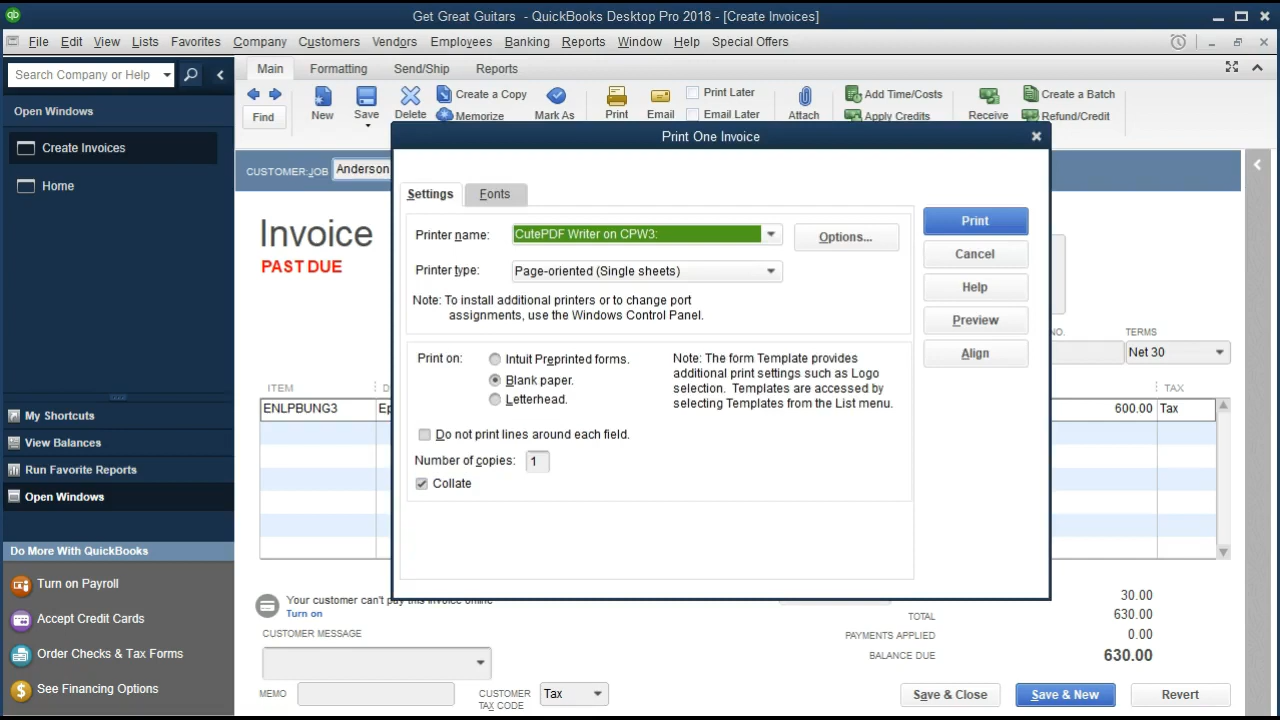 Get Great Guitars - QuickBooks Desktop Pro 2018 - [Create Invoices]
File Edit View Lists Favorites Company Customers Vendors Employees Banking Reports Window Help Special Offers
Search Company or Help
Main Formatting Send/Ship Reports
Find
New
Save
Delete
Create a Copy
Memorize
Mark As
Print
Email
Print Later
Email Later
Attach
Add Time/Costs
Apply Credits
Receive
Create a Batch
Refund/Credit
Open Windows
Create Invoices
Home
My Shortcuts
View Balances
Run Favorite Reports
Open Windows
Do More With QuickBooks
Turn on Payroll
Accept Credit Cards
Order Checks & Tax Forms
See Financing Options
CUSTOMER:JOB Anderson
Invoice
PAST DUE
TERMS
Net 30
ITEM
TAX
ENLPBUNG3
600.00 Tax
Print One Invoice
Settings Fonts
Printer name: CutePDF Writer on CPW3: Options...
Printer type: Page-oriented (Single sheets)
Note: To install additional printers or to change port
assignments, use the Windows Control Panel.
Print on:
Intuit Preprinted forms.
Blank paper.
Letterhead.
Note: The form Template provides
additional print settings such as Logo
selection. Templates are accessed by
selecting Templates from the List menu.
Do not print lines around each field.
Number of copies: 1
Collate
Print
Cancel
Help
Preview
Align
Your customer can't pay this invoice online
Turn on
CUSTOMER MESSAGE
MEMO
CUSTOMER
TAX CODE
Tax
30.00
TOTAL 630.00
PAYMENTS APPLIED 0.00
BALANCE DUE 630.00
Save & Close Save & New Revert